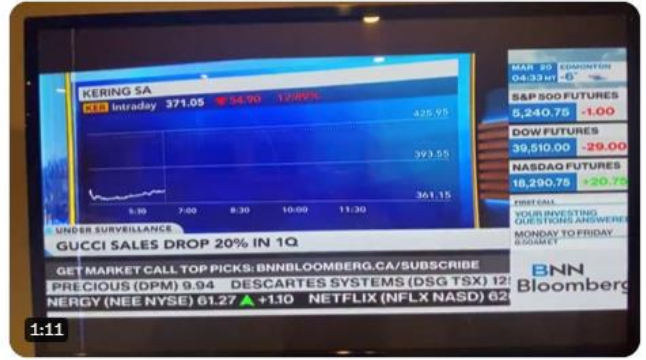 KERING SA
KER Intraday 371.05 ▼54.90 12.89%
425.95
393.55
361.15
5:30 7:00 8:30 10:00 11:30
UNDER SURVEILLANCE
GUCCI SALES DROP 20% IN 1Q
GET MARKET CALL TOP PICKS: BNNBLOOMBERG.CA/SUBSCRIBE
PRECIOUS (DPM) 9.94 DESCARTES SYSTEMS (DSG TSX) 12
NERGY (NEE NYSE) 61.27 ▲ +1.10 NETFLIX (NFLX NASD) 62
MAR 20 EDMONTON
04:33 MT -6°
S&P 500 FUTURES
5,240.75 -1.00
DOW FUTURES
39,510.00 -29.00
NASDAQ FUTURES
18,290.75 +20.75
FIRST CALL
YOUR INVESTING
QUESTIONS ANSWERE
MONDAY TO FRIDAY
BNN
Bloomberg
1:11